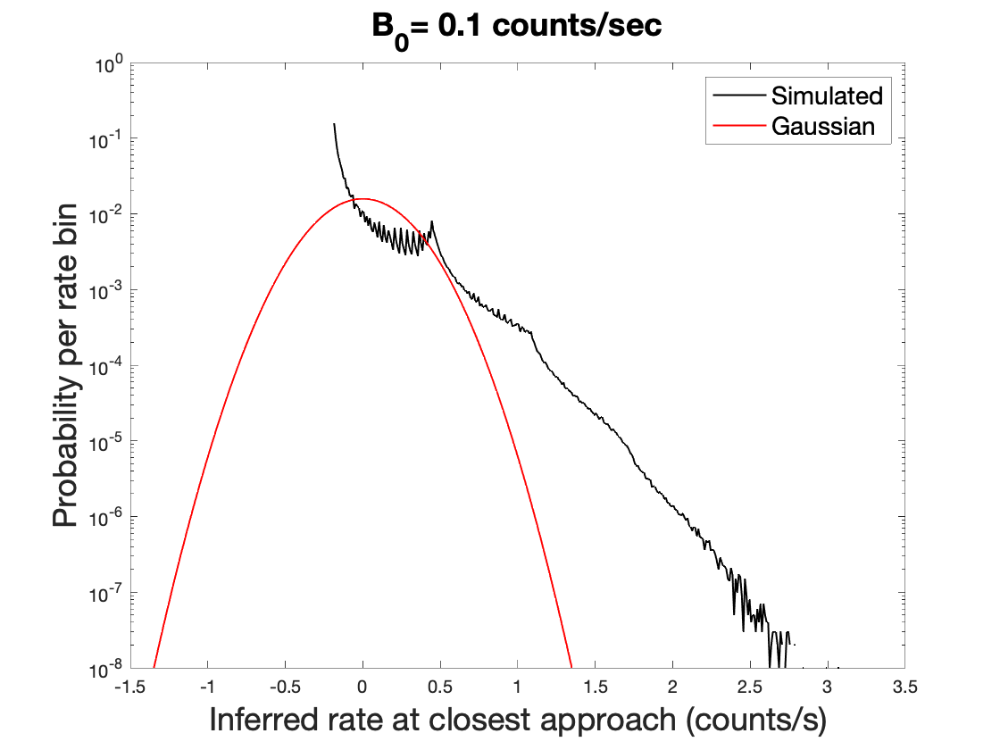 B₀= 0.1 counts/sec
Simulated
Gaussian
Probability per rate bin
10⁰
10⁻¹
10⁻²
10⁻³
10⁻⁴
10⁻⁵
10⁻⁶
10⁻⁷
10⁻⁸
-1.5 -1 -0.5 0 0.5 1 1.5 2 2.5 3 3.5
Inferred rate at closest approach (counts/s)